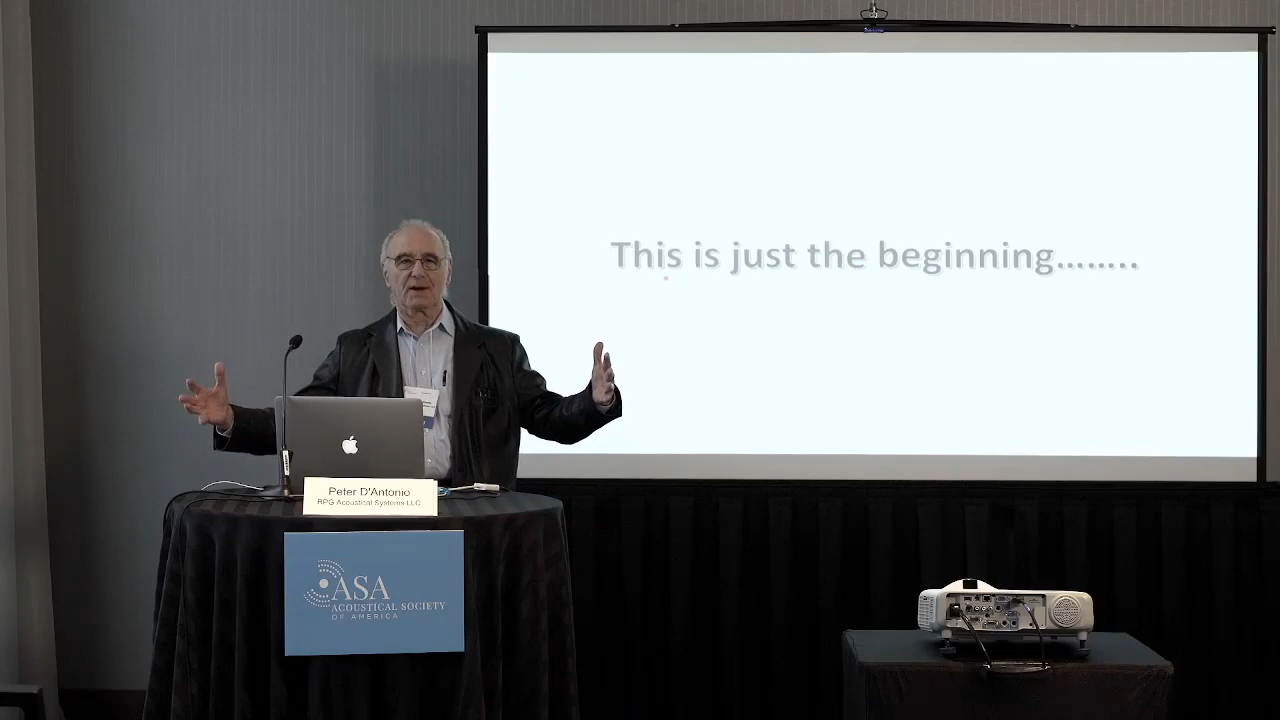 This is just the beginning........
Peter D'Antonio
RPG Acoustical Systems LLC
ASA
ACOUSTICAL SOCIETY
OF AMERICA